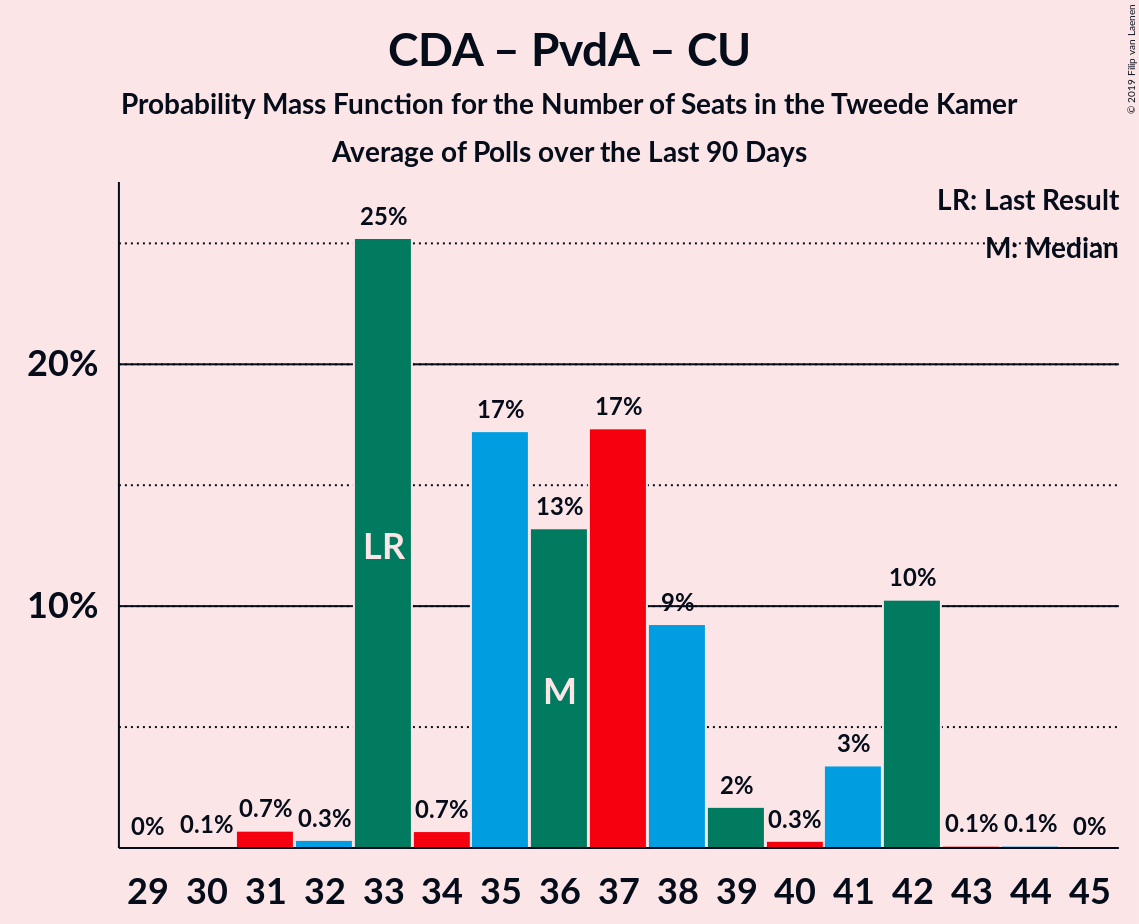 CDA – PvdA – CU
Probability Mass Function for the Number of Seats in the Tweede Kamer
Average of Polls over the Last 90 Days
© 2019 Filip van Laenen
LR: Last Result
M: Median
20%
10%
0% 0.1% 0.7% 0.3% 25% 0.7% 17% 13% 17% 9% 2% 0.3% 3% 10% 0.1% 0.1% 0%
LR
M
29 30 31 32 33 34 35 36 37 38 39 40 41 42 43 44 45